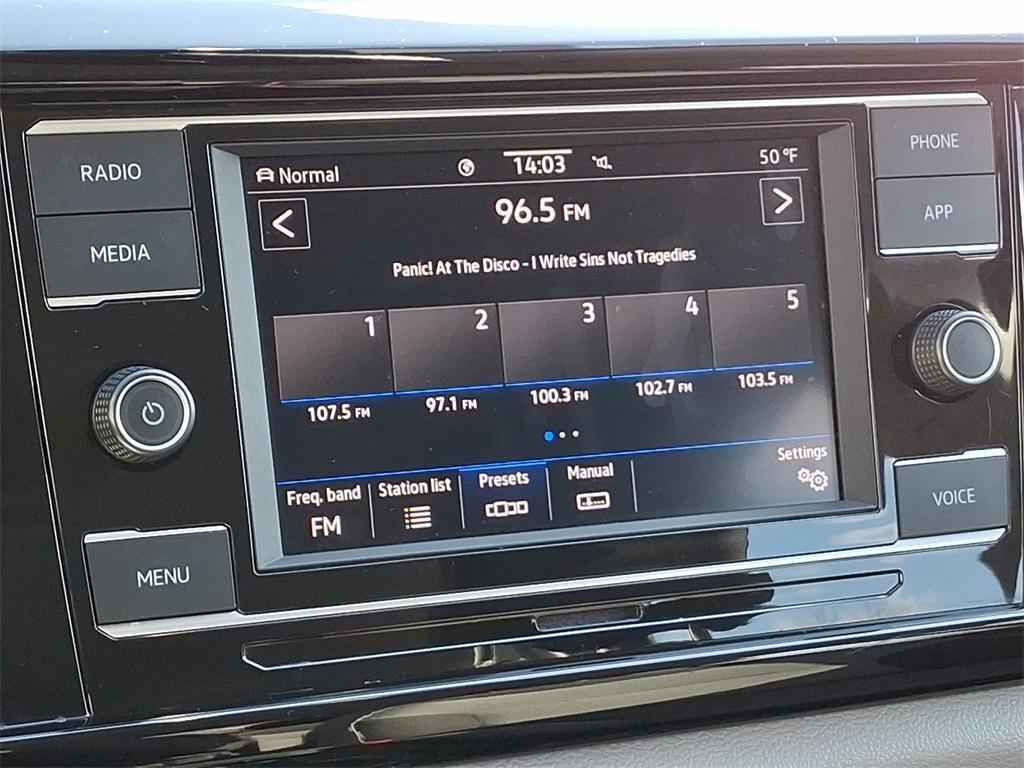 RADIO
MEDIA
MENU
Normal
14:03
50 °F
<
96.5 FM
>
Panic! At The Disco - I Write Sins Not Tragedies
1 2 3 4 5
107.5 FM 97.1 FM 100.3 FM 102.7 FM 103.5 FM
Freq. band Station list Presets Manual Settings
FM
PHONE
APP
VOICE